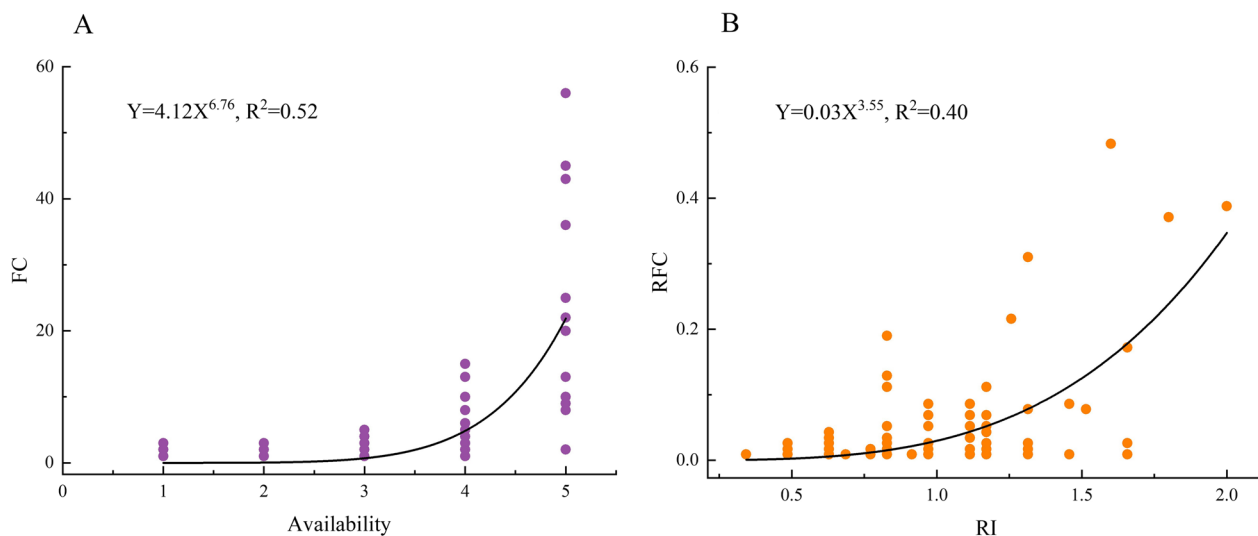 A
Y=4.12X^6.76, R^2=0.52
60
40
20
0
FC
0 1 2 3 4 5
Availability
B
Y=0.03X^3.55, R^2=0.40
0.6
0.4
0.2
0.0
RFC
0.5 1.0 1.5 2.0
RI